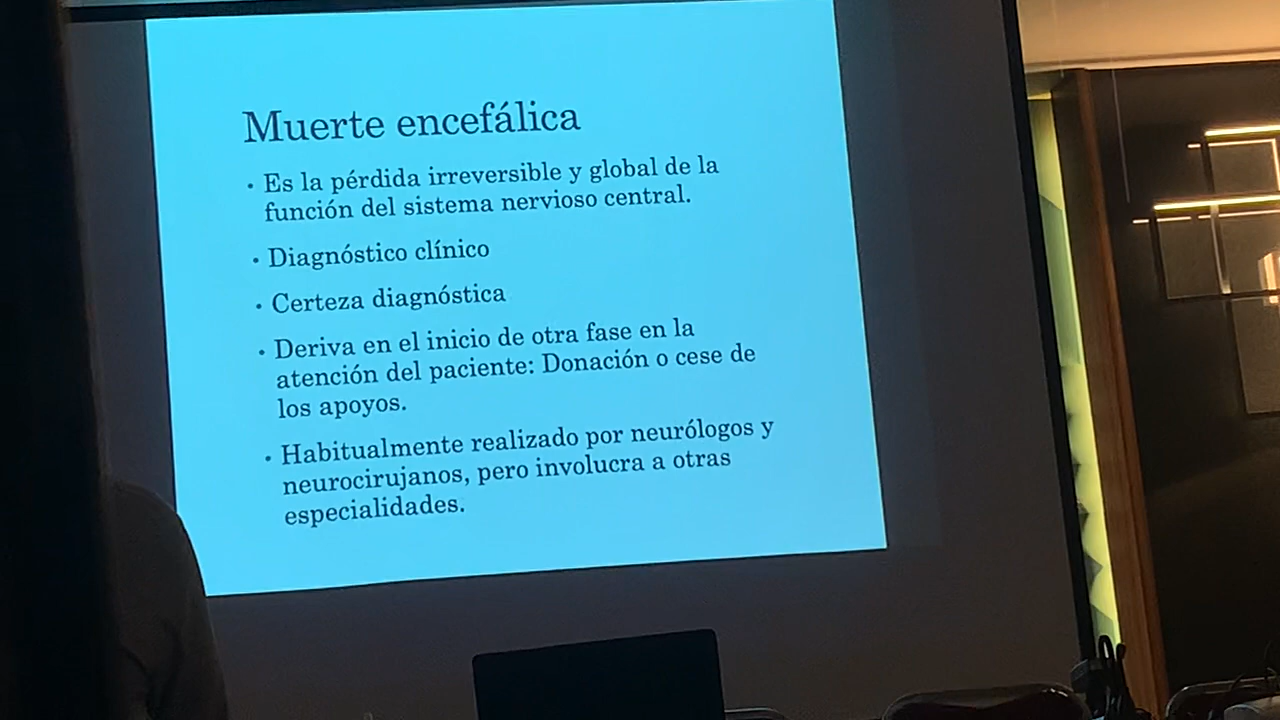 Muerte encefálica
• Es la pérdida irreversible y global de la
función del sistema nervioso central.
• Diagnóstico clínico
• Certeza diagnóstica
• Deriva en el inicio de otra fase en la
atención del paciente: Donación o cese de
los apoyos.
• Habitualmente realizado por neurólogos y
neurocirujanos, pero involucra a otras
especialidades.